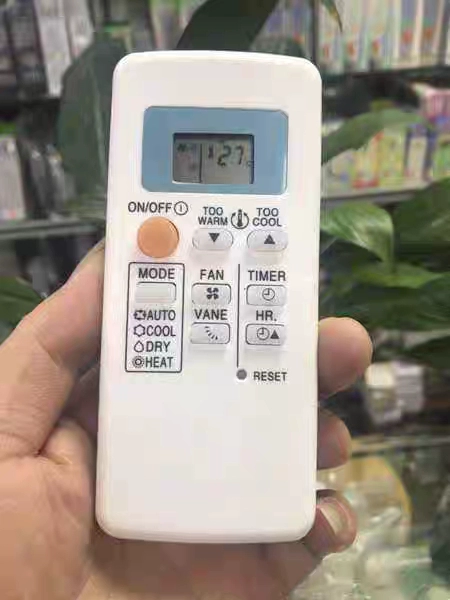 27
ON/OFF
TOO WARM
TOO COOL
MODE
FAN
TIMER
AUTO
COOL
DRY
HEAT
VANE
HR.
RESET